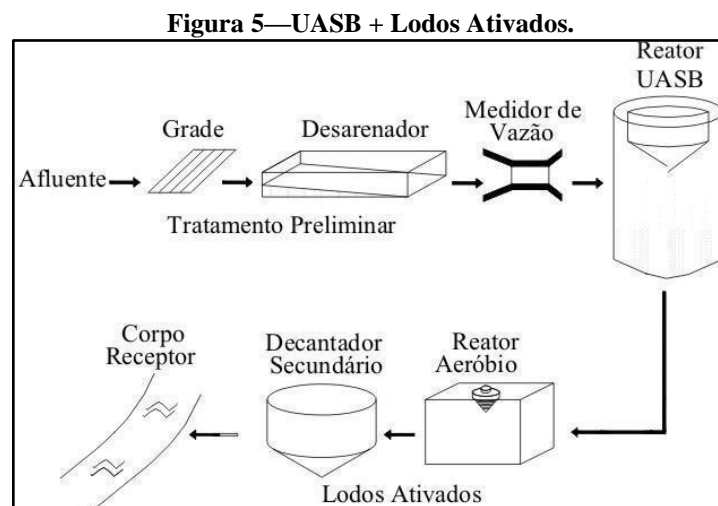 Figura 5—UASB + Lodos Ativados.
Reator
UASB
Medidor de
Vazão
Grade
Desarenador
Afluente
Tratamento Preliminar
Corpo
Receptor
Decantador
Secundário
Reator
Aeróbio
Lodos Ativados